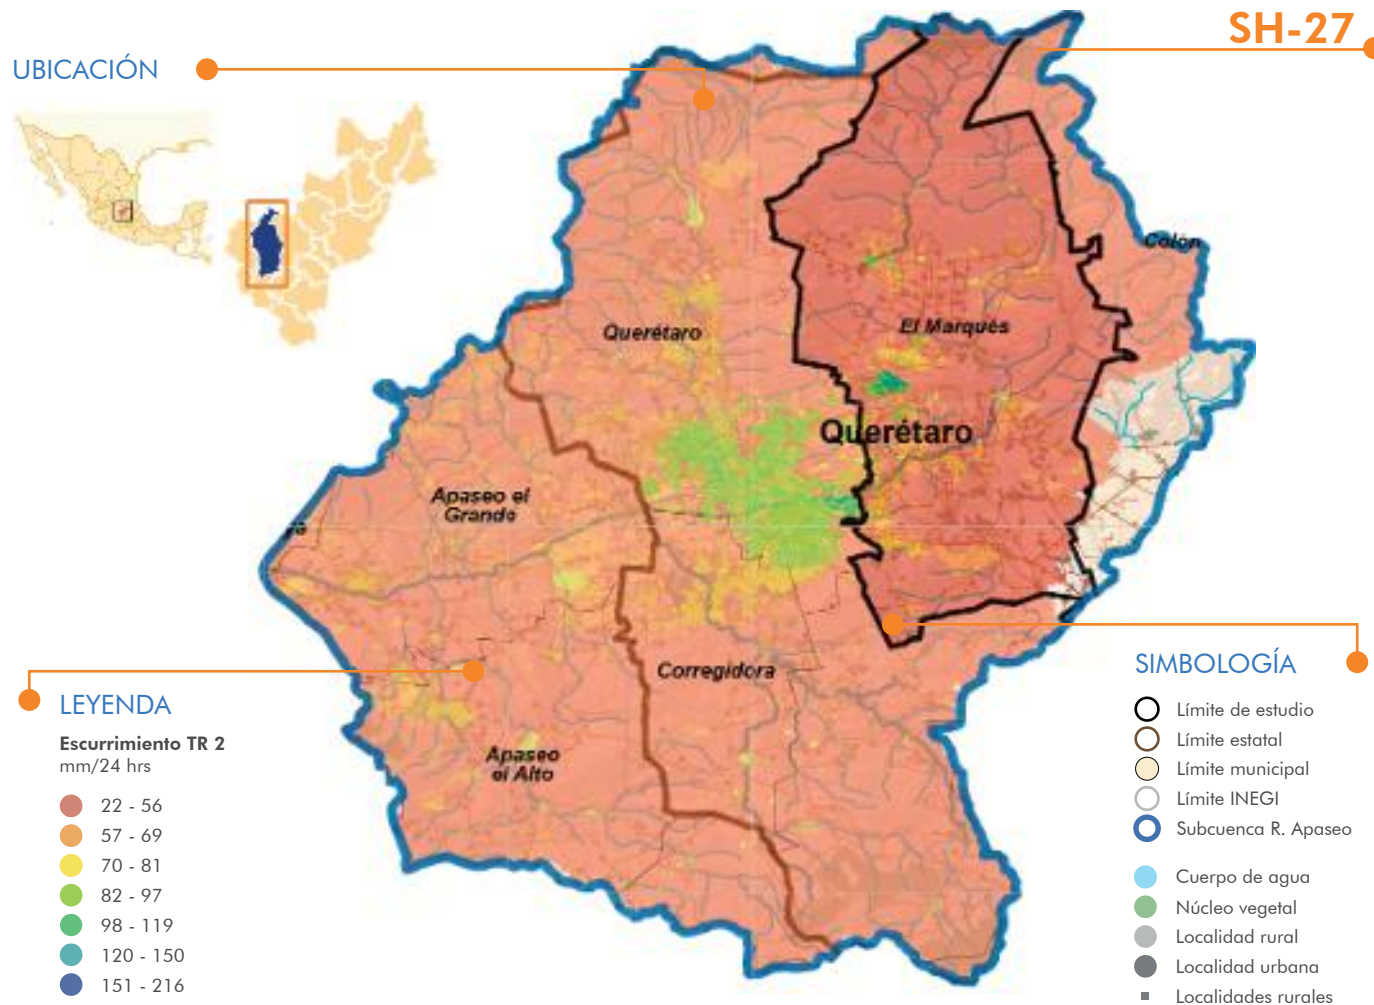 SH-27
UBICACIÓN
Colón
Querétaro
El Marqués
Querétaro
Apaseo el
Grande
Corregidora
Apaseo
el Alto
LEYENDA
Escurrimiento TR 2
mm/24 hrs
22 - 56
57 - 69
70 - 81
82 - 97
98 - 119
120 - 150
151 - 216
SIMBOLOGÍA
Límite de estudio
Límite estatal
Límite municipal
Límite INEGI
Subcuenca R. Apaseo
Cuerpo de agua
Núcleo vegetal
Localidad rural
Localidad urbana
Localidades rurales